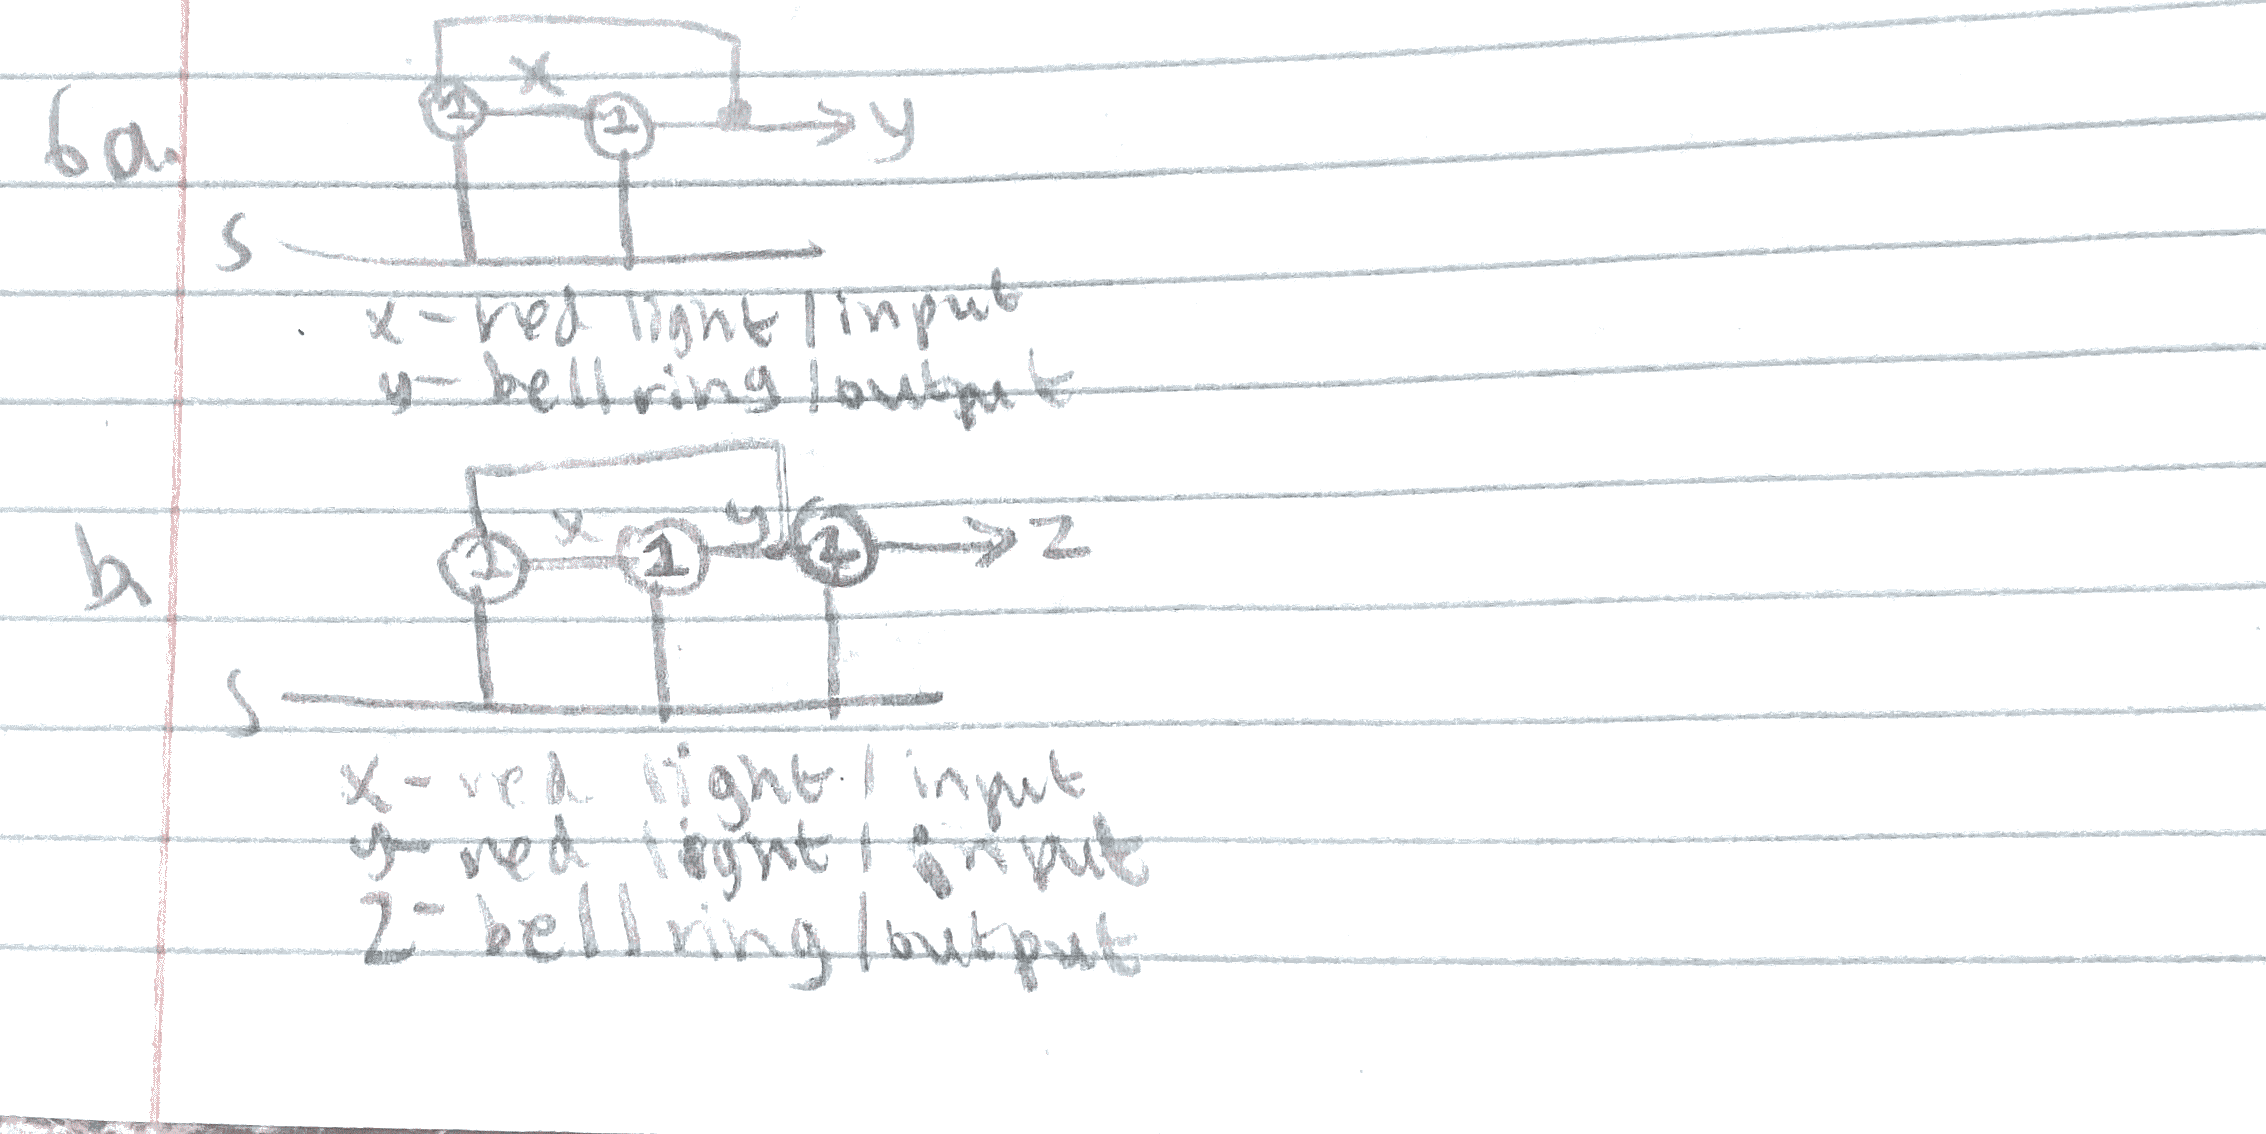 6a.
x
1 1 y
S
x - red light / input
y - bell ring / output
b.
x y
1 1 1 z
S
x - red light / input
y - red light / input
z - bell ring / output